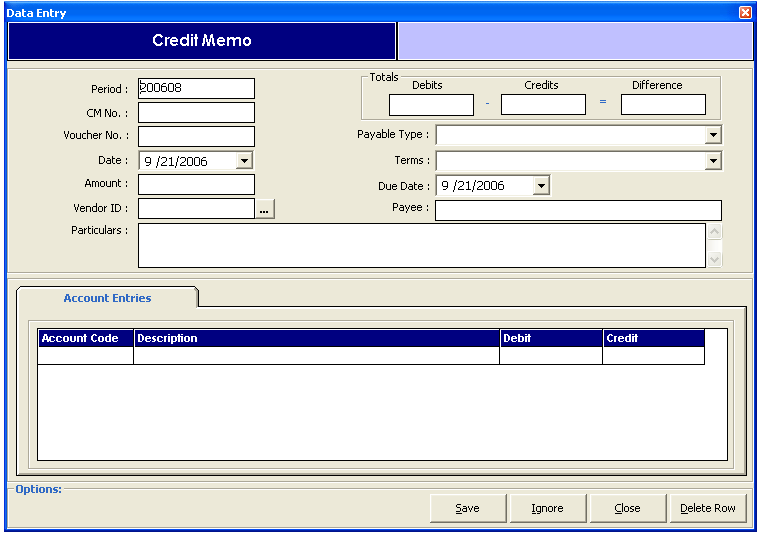 Data Entry
Credit Memo
Period : 200608
CM No. :
Voucher No. :
Date : 9 /21/2006
Amount :
Vendor ID : ...
Particulars :
Totals
Debits Credits Difference
- =
Payable Type :
Terms :
Due Date : 9 /21/2006
Payee :
Account Entries
Account Code Description Debit Credit
Options:
Save Ignore Close Delete Row